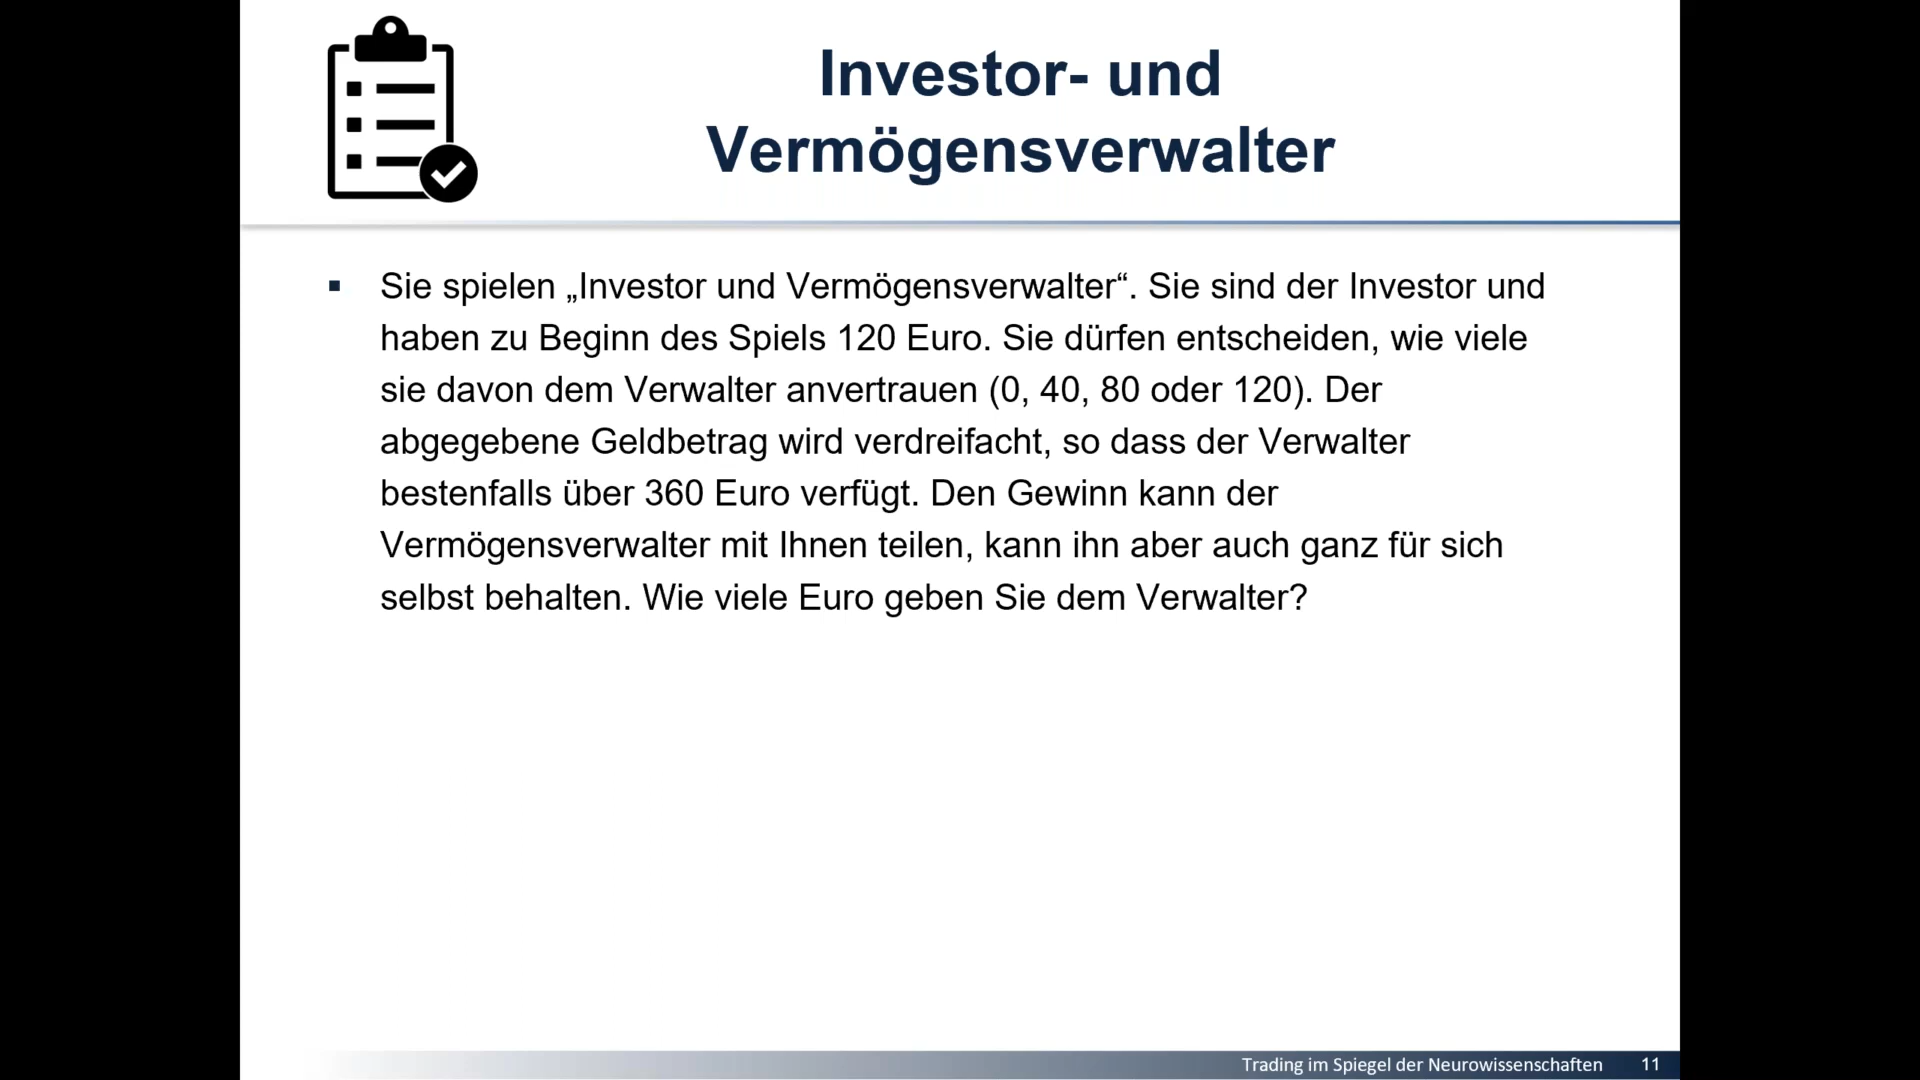 Investor- und
Vermögensverwalter
▪ Sie spielen „Investor und Vermögensverwalter“. Sie sind der Investor und
haben zu Beginn des Spiels 120 Euro. Sie dürfen entscheiden, wie viele
sie davon dem Verwalter anvertrauen (0, 40, 80 oder 120). Der
abgegebene Geldbetrag wird verdreifacht, so dass der Verwalter
bestenfalls über 360 Euro verfügt. Den Gewinn kann der
Vermögensverwalter mit Ihnen teilen, kann ihn aber auch ganz für sich
selbst behalten. Wie viele Euro geben Sie dem Verwalter?
Trading im Spiegel der Neurowissenschaften 11